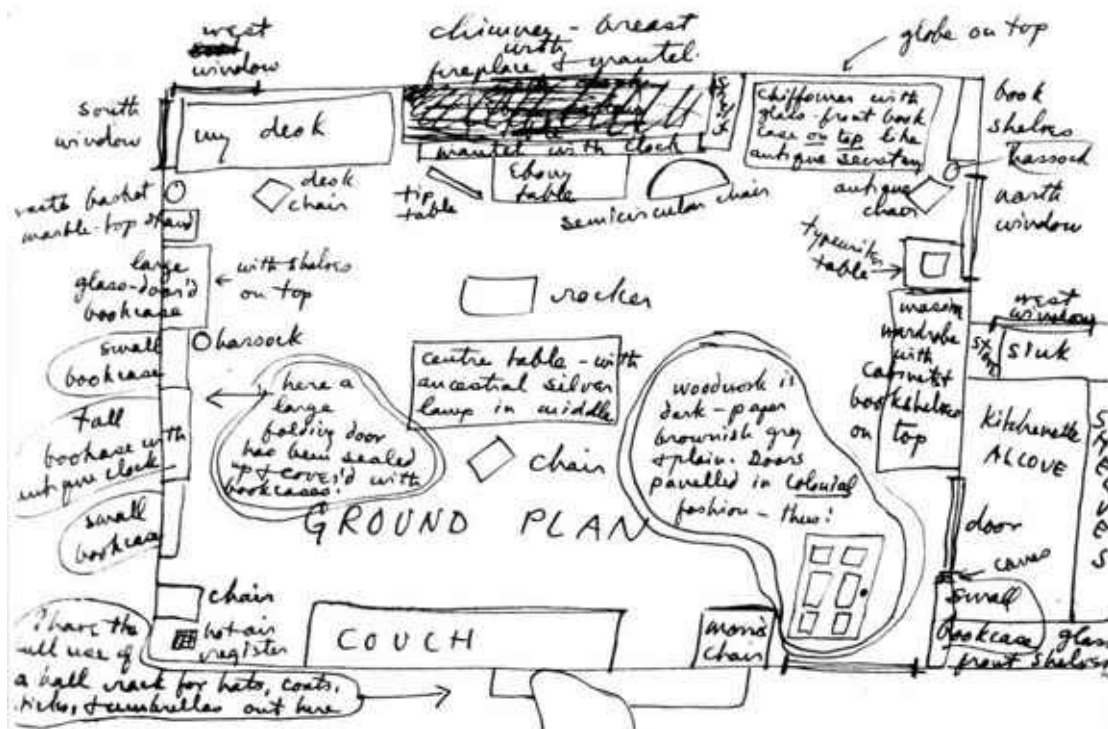 west
window
chimney-breast
with
fireplace & mantel.
globe on top
south
window
my desk
mantel with clock
shelf
chiffonier with
glass-front book
case on top like
antique secretary
book
shelves
hassock
waste basket
marble-top stand
desk
chair
tip
table
Ebony
table
semicircular chair
antique
chair
north
window
typewriter
table
large
glass-door'd
bookcase
with shelves
on top
rocker
small
bookcase
hassock
centre table - with
ancestral silver
lamp in middle
wardrobe
with
cabinet &
bookshelves
on top
west
window
sink
kitchenette
ALCOVE
SHELVES
tall
bookcase with
antique clock
here a
large
folding door
has been sealed
up & cover'd with
bookcases.
chair
woodwork is
dark - paper
brownish grey
& plain. Doors
panelled in colonial
fashion - thus:
small
bookcase
GROUND PLAN
door
canes
small
bookcase
glass
front shelves
chair
hot air
register
COUCH
morris
chair
I have the
full use of
a hall rack for hats, coats,
sticks, & umbrellas out here